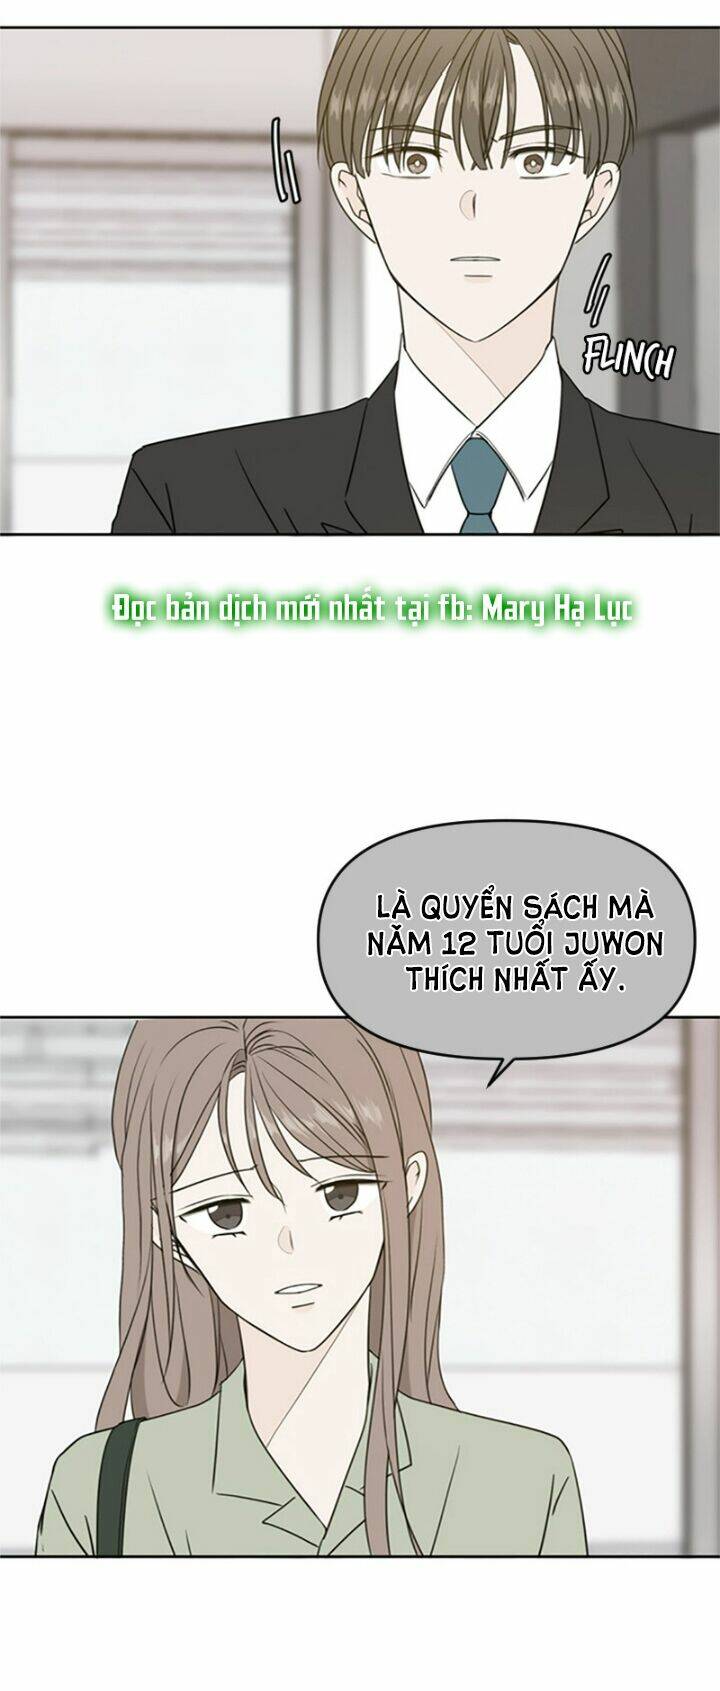 FLINCH
Đọc bản dịch mới nhất tại fb: Mary Hạ Lục
LÀ QUYỂN SÁCH MÀ
NĂM 12 TUỔI JUWON
THÍCH NHẤT ẤY.